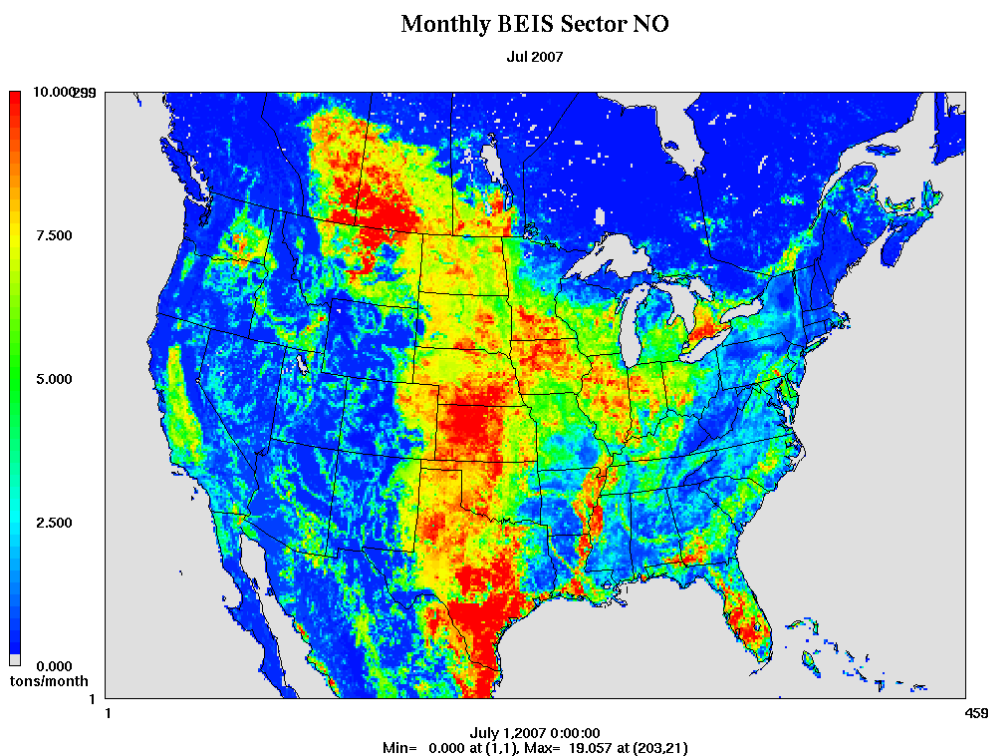 Monthly BEIS Sector NO
Jul 2007
10.000
299
7.500
5.000
2.500
0.000
tons/month
1
1
459
July 1,2007 0:00:00
Min= 0.000 at (1,1), Max= 19.057 at (203,21)